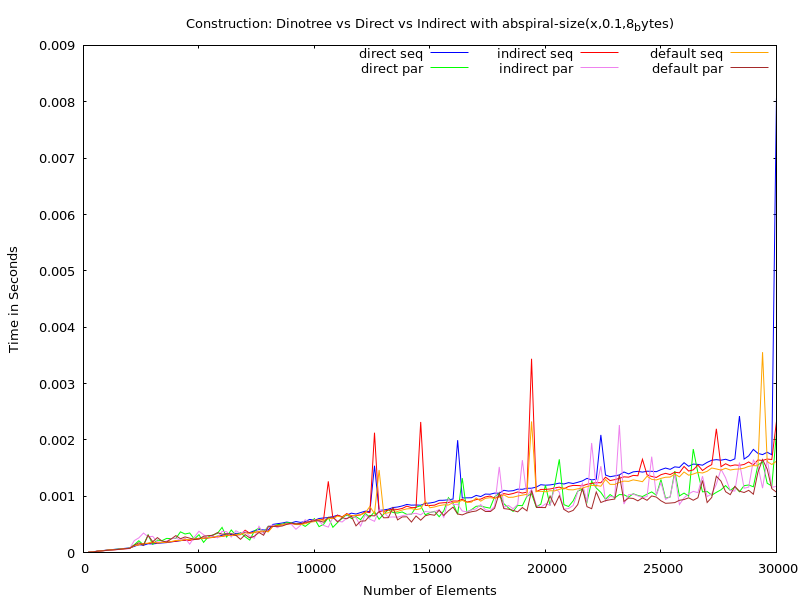 Construction: Dinotree vs Direct vs Indirect with abspiral-size(x,0.1,8bytes)
direct seq indirect seq default seq
direct par indirect par default par
0.009
0.008
0.007
0.006
0.005
0.004
0.003
0.002
0.001
0
Time in Seconds
0 5000 10000 15000 20000 25000 30000
Number of Elements